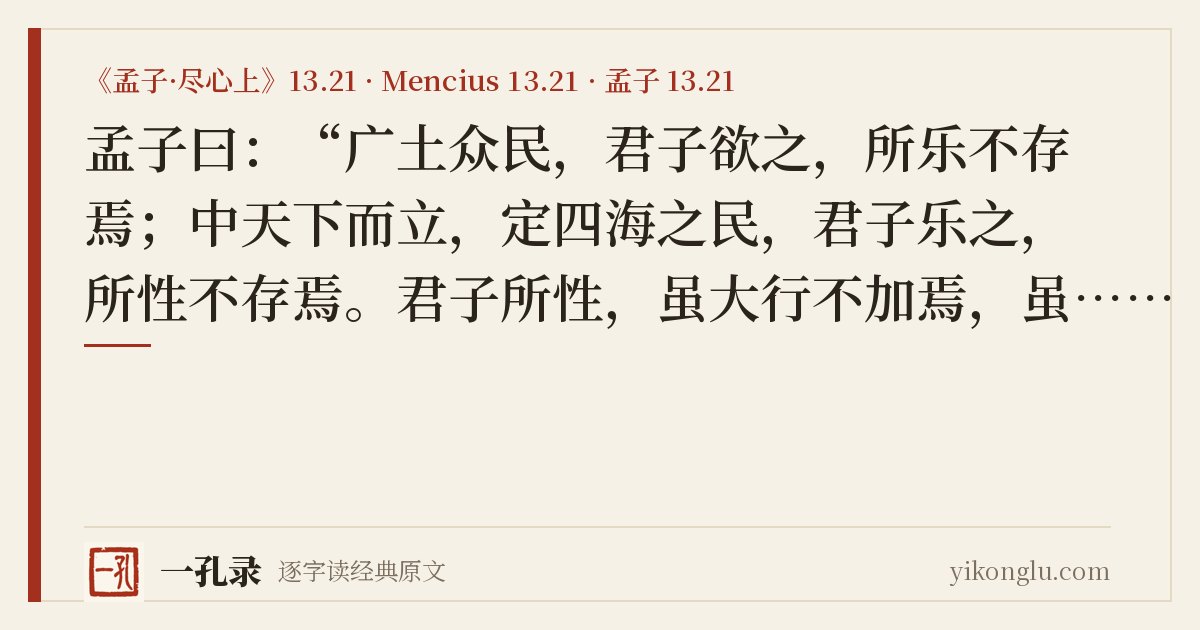 《孟子·尽心上》13.21 · Mencius 13.21 · 孟子 13.21
孟子曰：“广土众民，君子欲之，所乐不存
焉；中天下而立，定四海之民，君子乐之，
所性不存焉。君子所性，虽大行不加焉，虽……
一孔
一孔录 逐字读经典原文 yikonglu.com